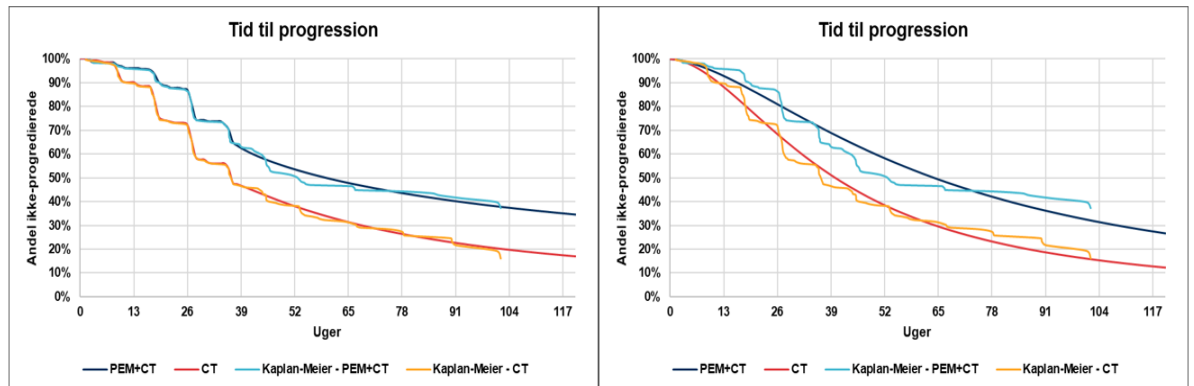 Tid til progression
Andel ikke-progredierede
100%
90%
80%
70%
60%
50%
40%
30%
20%
10%
0%
0 13 26 39 52 65 78 91 104 117
Uger
PEM+CT CT Kaplan-Meier - PEM+CT Kaplan-Meier - CT
Tid til progression
Andel ikke-progredierede
100%
90%
80%
70%
60%
50%
40%
30%
20%
10%
0%
0 13 26 39 52 65 78 91 104 117
Uger
PEM+CT CT Kaplan-Meier - PEM+CT Kaplan-Meier - CT